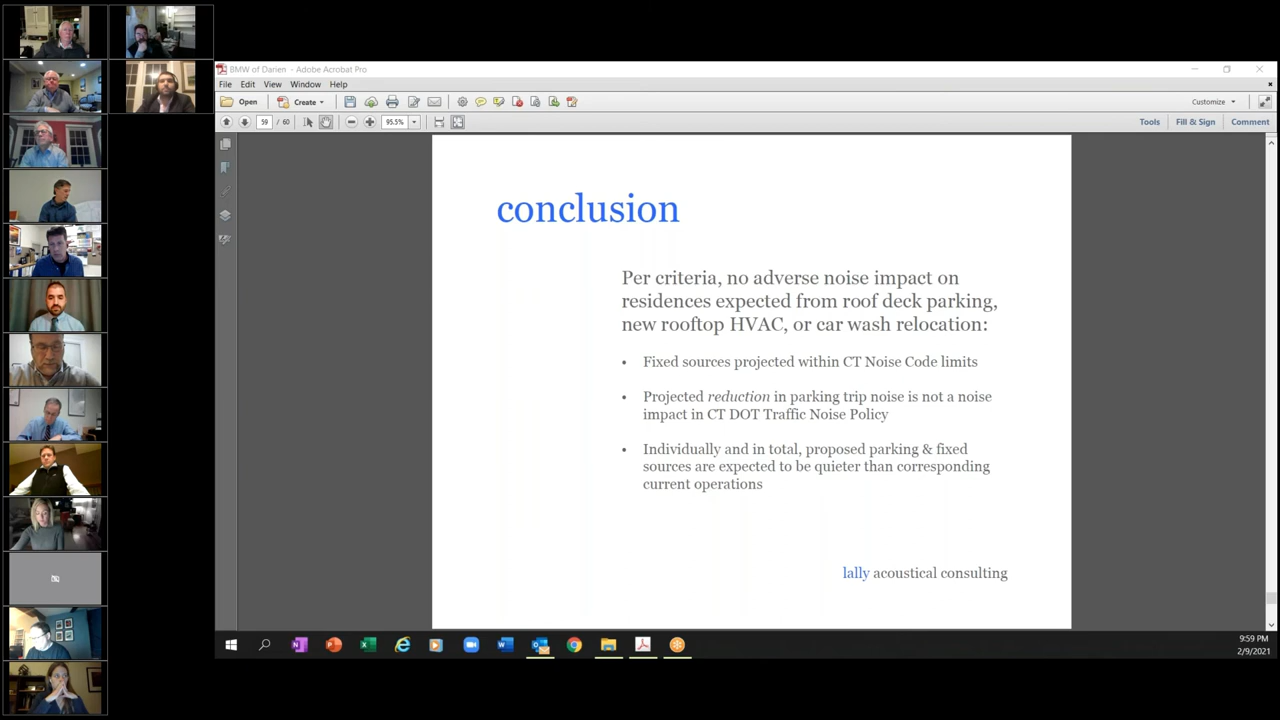 BMW of Darien - Adobe Acrobat Pro
File Edit View Window Help
Open Create Customize
59 / 60 95.5% Tools Fill & Sign Comment
conclusion
Per criteria, no adverse noise impact on
residences expected from roof deck parking,
new rooftop HVAC, or car wash relocation:
• Fixed sources projected within CT Noise Code limits
• Projected reduction in parking trip noise is not a noise
impact in CT DOT Traffic Noise Policy
• Individually and in total, proposed parking & fixed
sources are expected to be quieter than corresponding
current operations
lally acoustical consulting
9:59 PM
2/9/2021